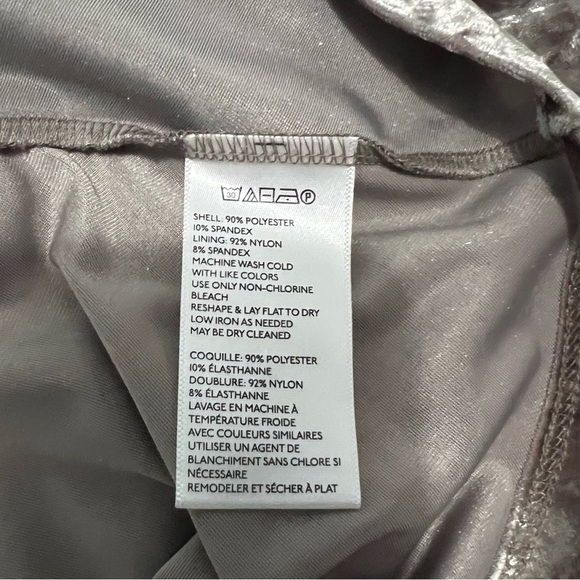 30 P
SHELL: 90% POLYESTER
10% SPANDEX
LINING: 92% NYLON
8% SPANDEX
MACHINE WASH COLD
WITH LIKE COLORS
USE ONLY NON-CHLORINE
BLEACH
RESHAPE & LAY FLAT TO DRY
LOW IRON AS NEEDED
MAY BE DRY CLEANED
COQUILLE: 90% POLYESTER
10% ÉLASTHANNE
DOUBLURE: 92% NYLON
8% ÉLASTHANNE
LAVAGE EN MACHINE À
TEMPÉRATURE FROIDE
AVEC COULEURS SIMILAIRES
UTILISER UN AGENT DE
BLANCHIMENT SANS CHLORE SI
NÉCESSAIRE
REMODELER ET SÉCHER À PLAT